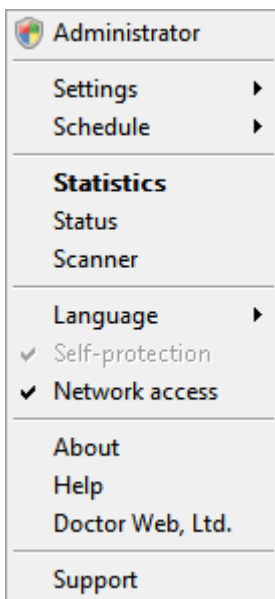 Administrator
Settings
Schedule
Statistics
Status
Scanner
Language
Self-protection
Network access
About
Help
Doctor Web, Ltd.
Support